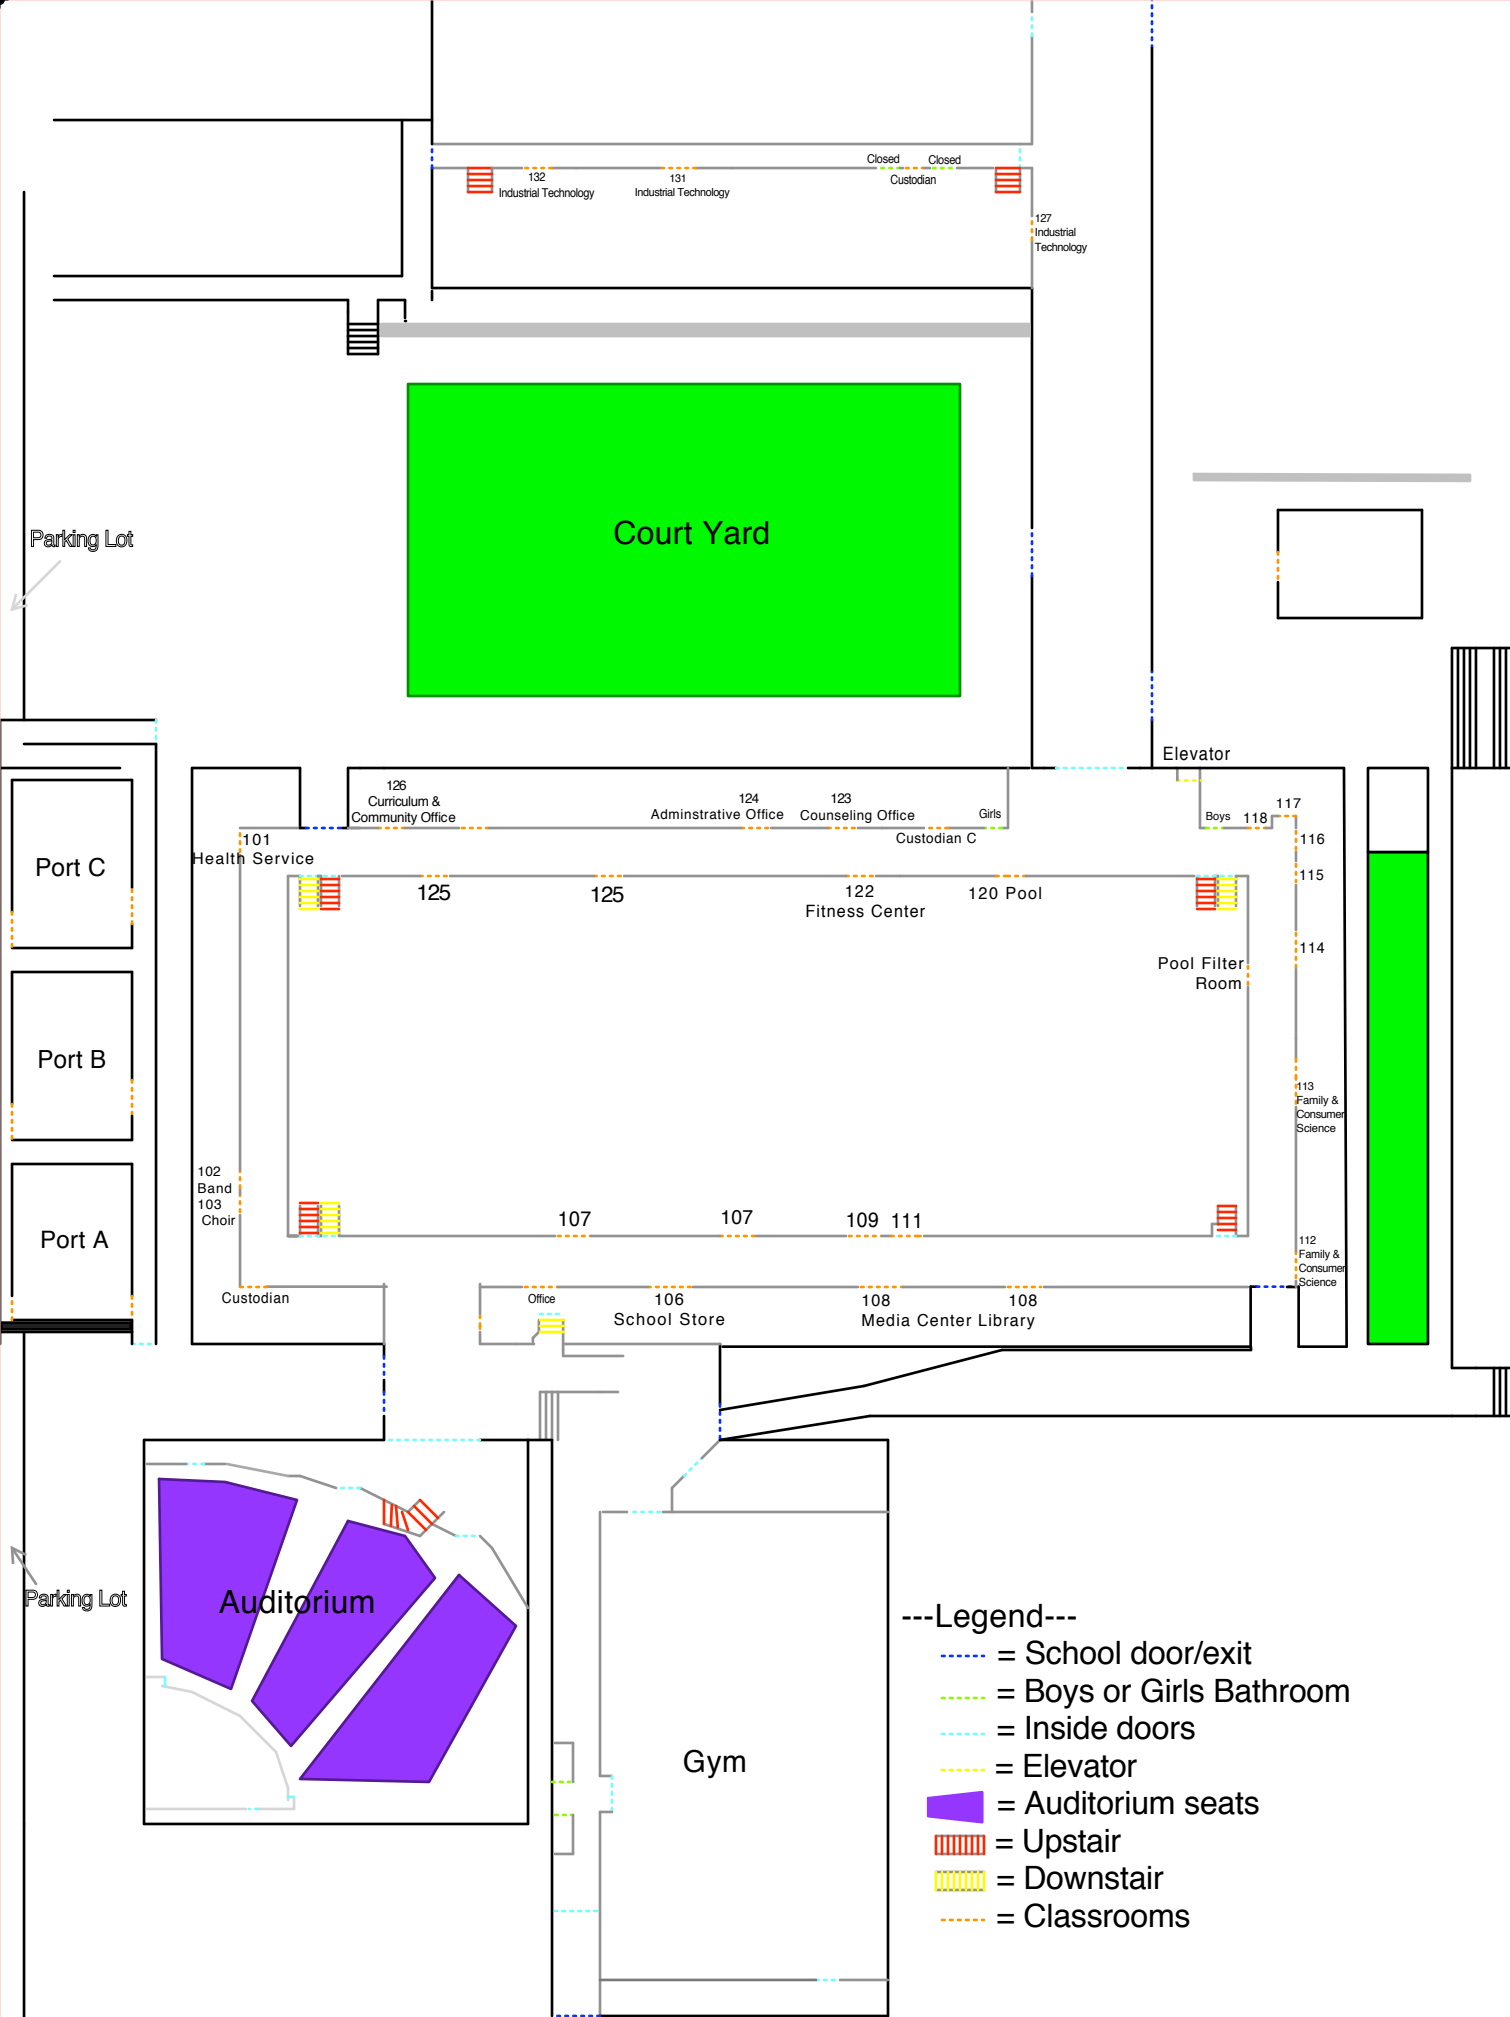 Closed
Closed
132
Industrial Technology
131
Industrial Technology
Custodian
127
Industrial
Technology
Parking Lot
Court Yard
Elevator
126
Curriculum &
Community Office
124
Adminstrative Office
123
Counseling Office
Custodian C
Girls
Boys
118
117
116
115
114
101
Health Service
125
125
122
Fitness Center
120 Pool
Pool Filter
Room
Port C
Port B
Port A
113
Family &
Consumer
Science
102
Band
103
Choir
107
107
109
111
112
Family &
Consumer
Science
Custodian
Office
106
School Store
108
Media Center Library
108
Parking Lot
Auditorium
Gym
---Legend---
= School door/exit
= Boys or Girls Bathroom
= Inside doors
= Elevator
= Auditorium seats
= Upstair
= Downstair
= Classrooms